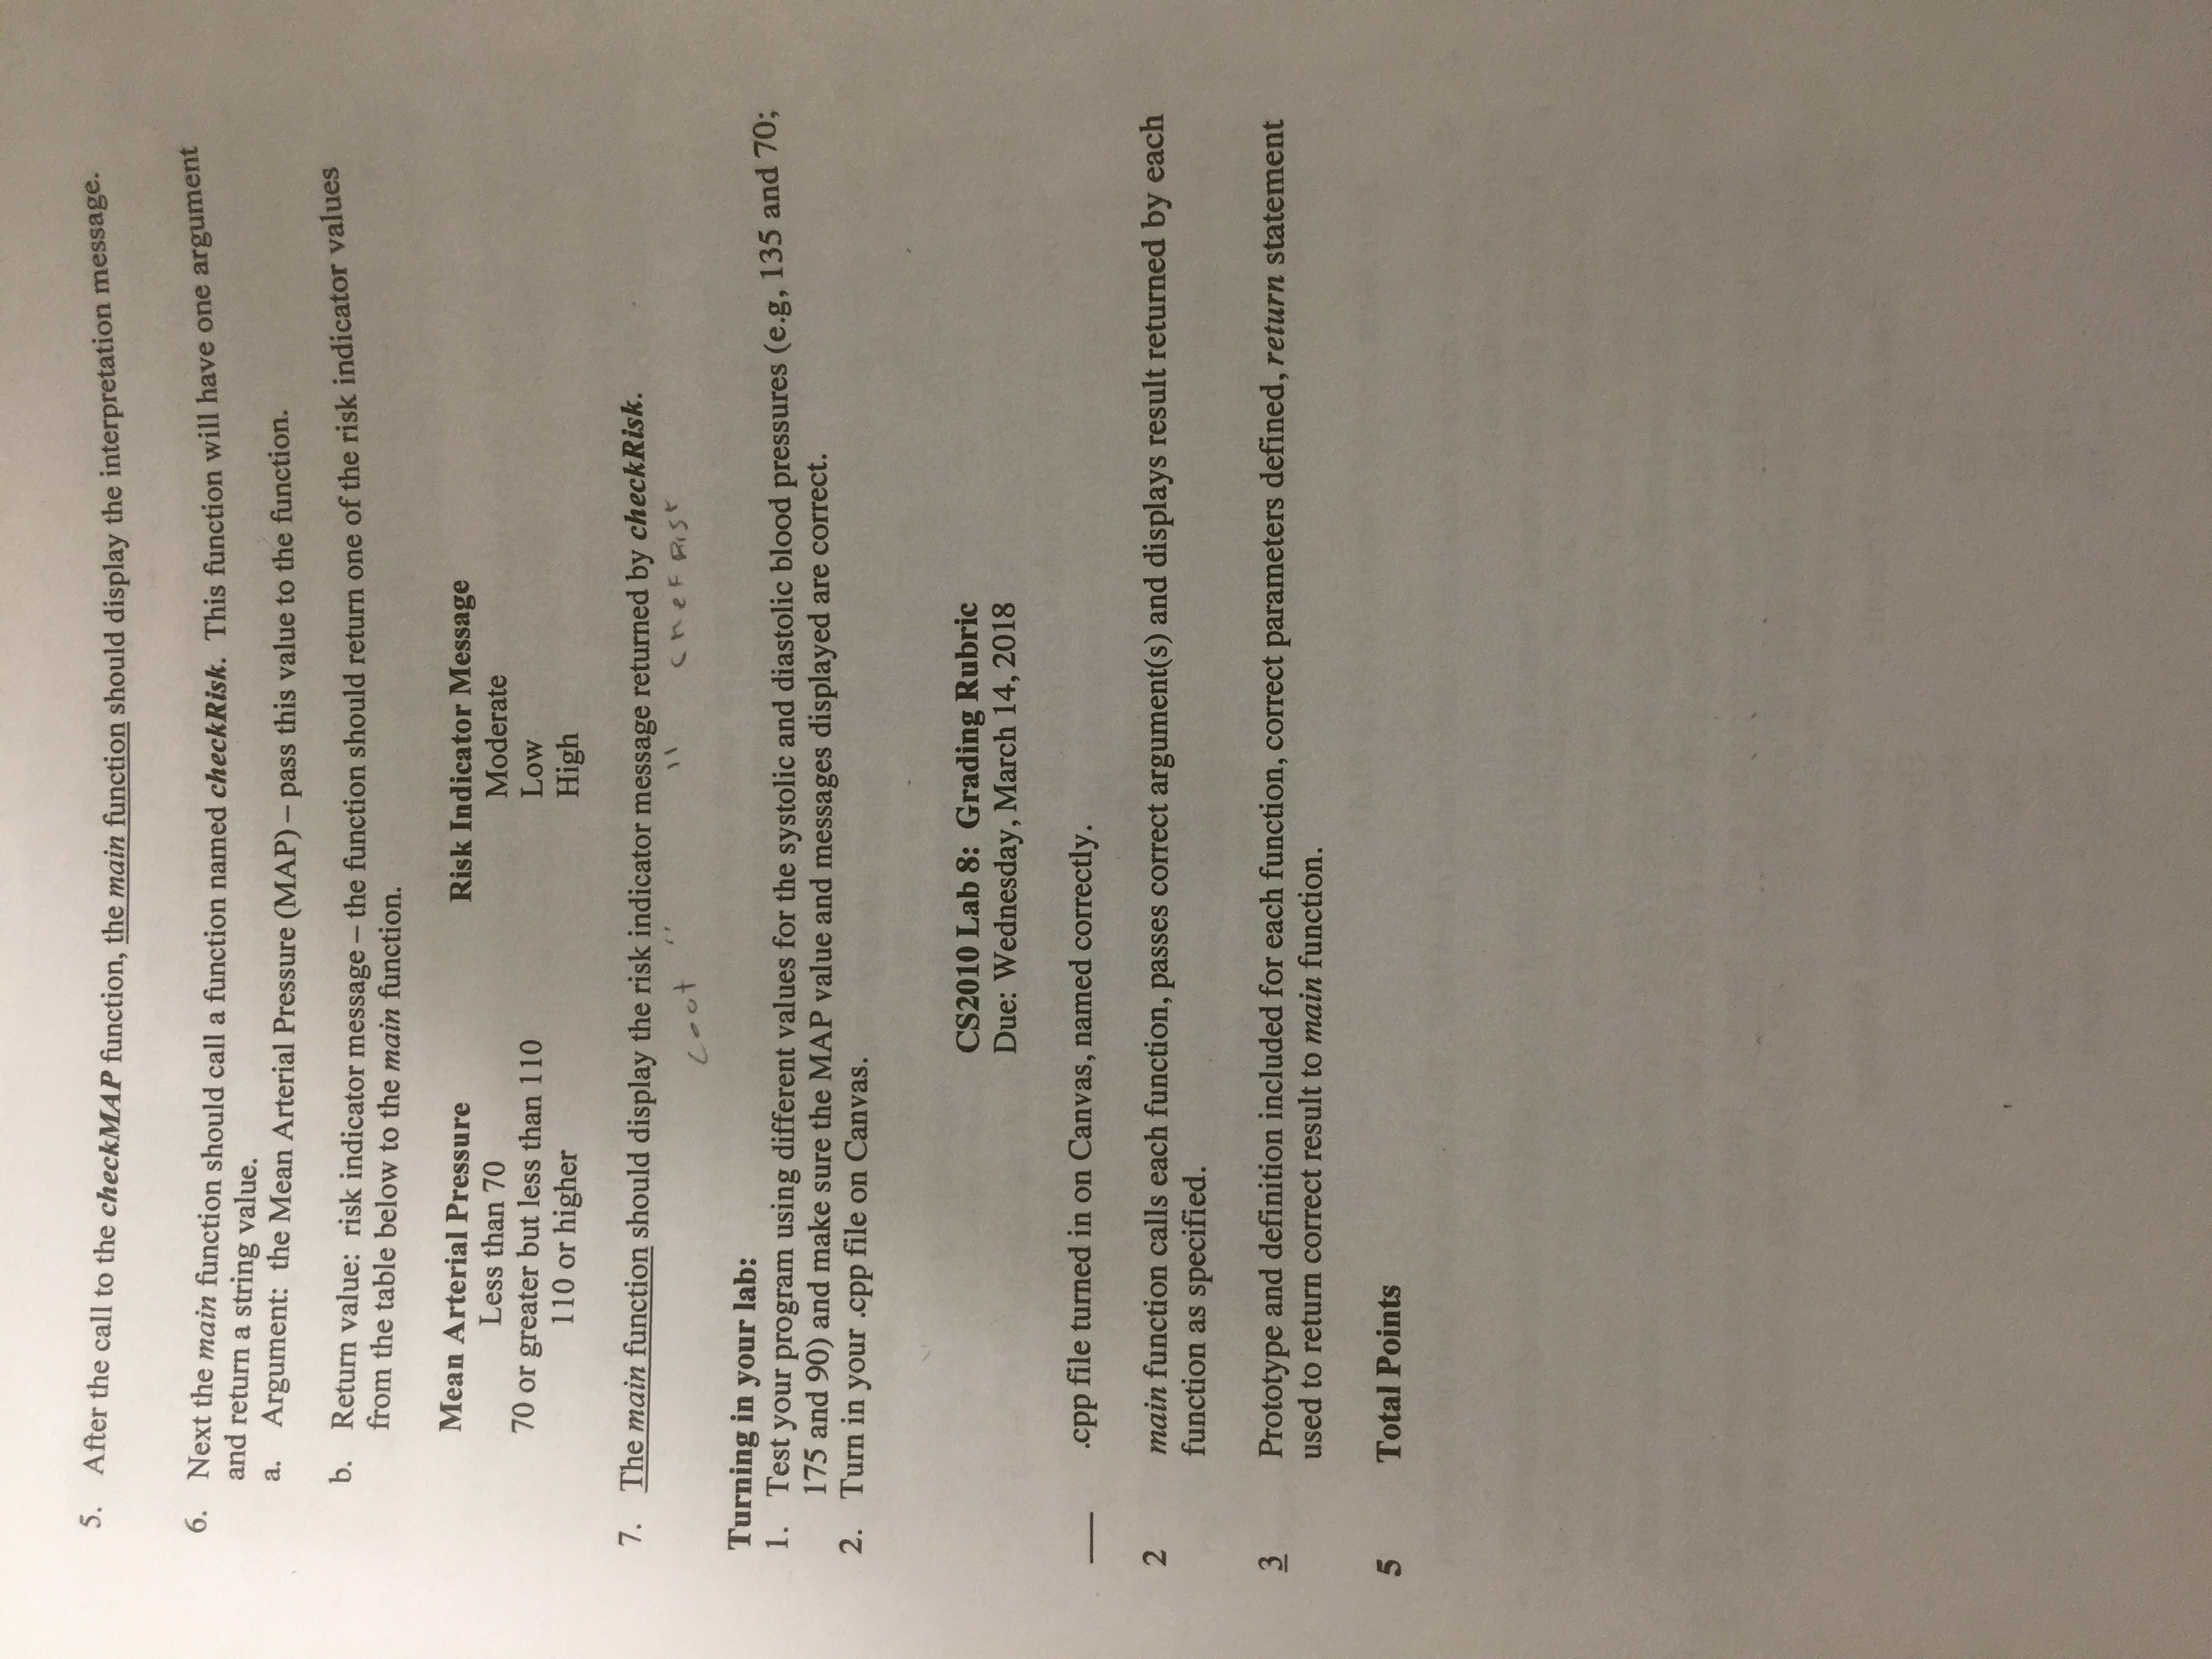 5. After the call to the checkMAP function, the main function should display the interpretation message.
6. Next the main function should call a function named checkRisk. This function will have one argument
and return a string value.
a. Argument: the Mean Arterial Pressure (MAP) – pass this value to the function.
b. Return value: risk indicator message – the function should return one of the risk indicator values
from the table below to the main function.
Mean Arterial Pressure Risk Indicator Message
Less than 70 Moderate
70 or greater but less than 110 Low
110 or higher High
7. The main function should display the risk indicator message returned by checkRisk.
cout " "
Turning in your lab:
1. Test your program using different values for the systolic and diastolic blood pressures (e.g, 135 and 70;
175 and 90) and make sure the MAP value and messages displayed are correct.
2. Turn in your .cpp file on Canvas.
CS2010 Lab 8: Grading Rubric
Due: Wednesday, March 14, 2018
___ .cpp file turned in on Canvas, named correctly.
2 main function calls each function, passes correct argument(s) and displays result returned by each
function as specified.
3 Prototype and definition included for each function, correct parameters defined, return statement
used to return correct result to main function.
5 Total Points